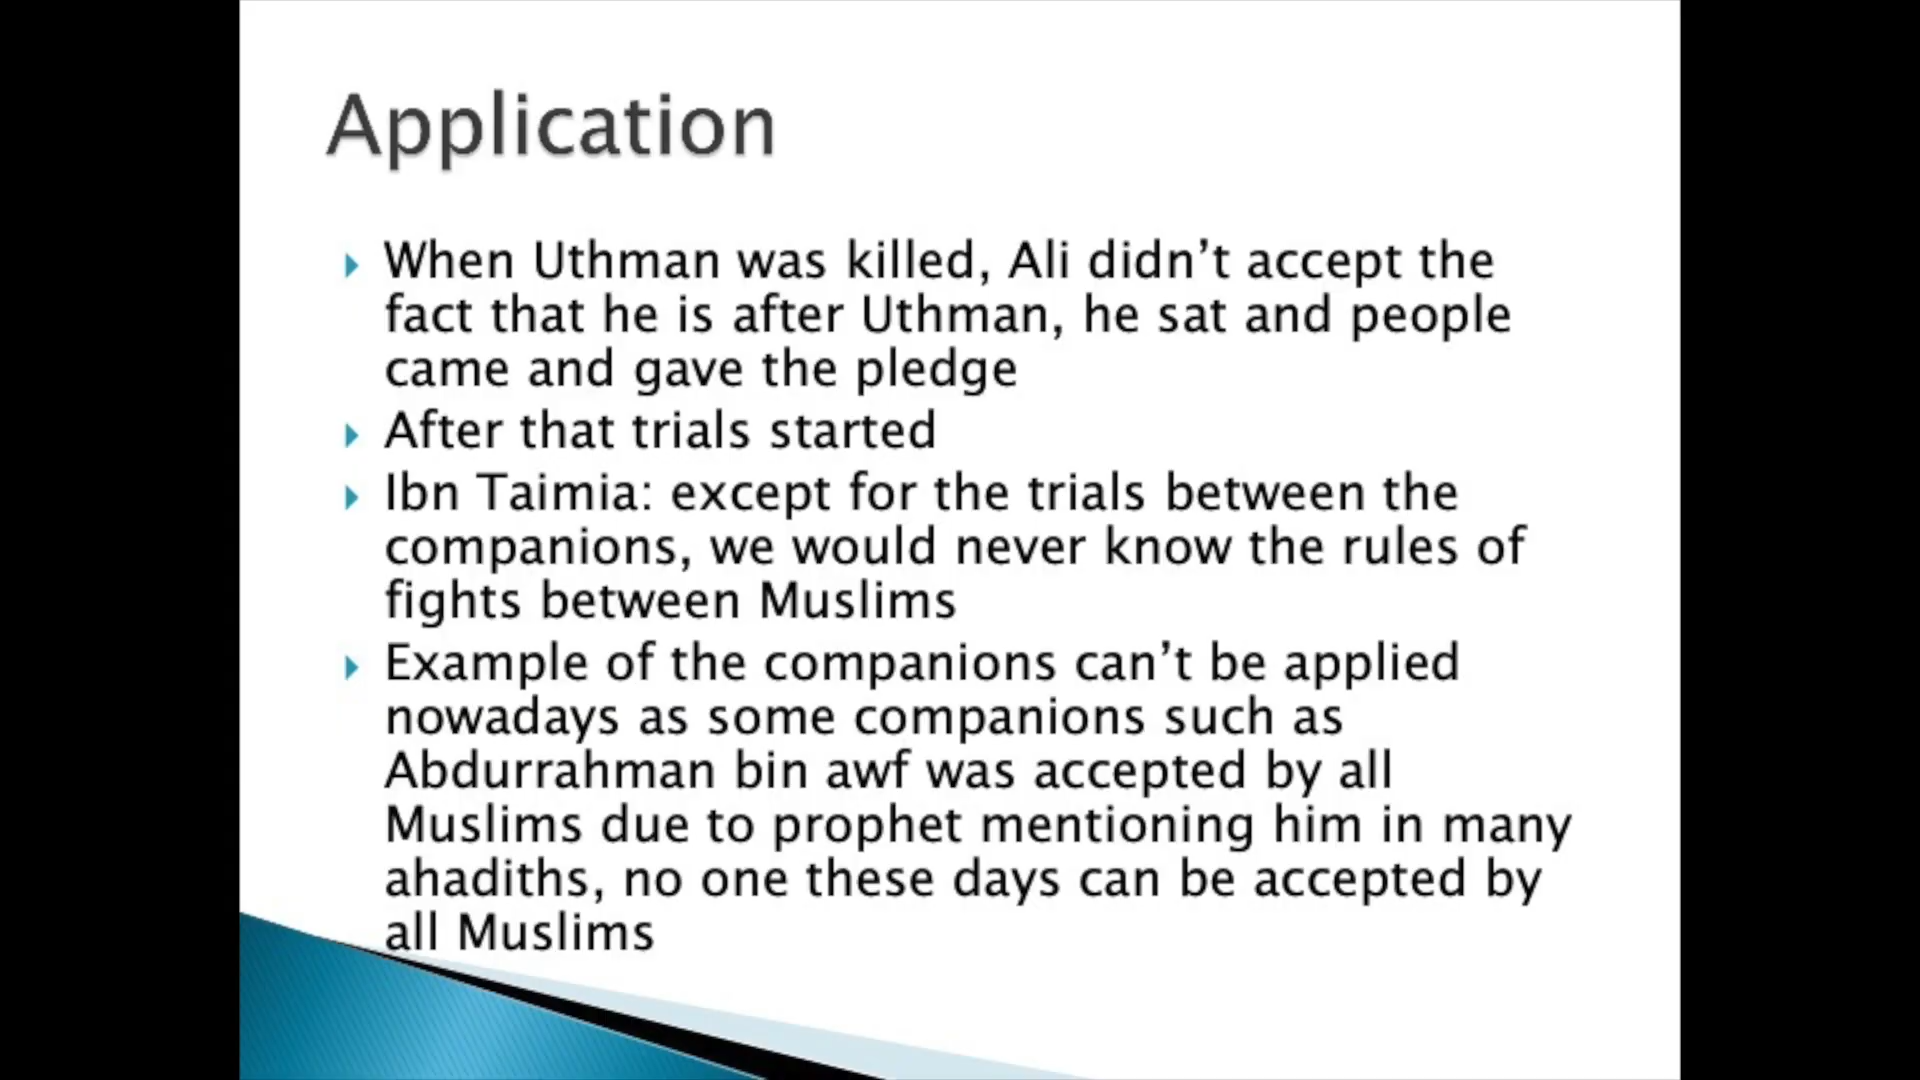 Application
When Uthman was killed, Ali didn’t accept the
fact that he is after Uthman, he sat and people
came and gave the pledge
After that trials started
Ibn Taimia: except for the trials between the
companions, we would never know the rules of
fights between Muslims
Example of the companions can’t be applied
nowadays as some companions such as
Abdurrahman bin awf was accepted by all
Muslims due to prophet mentioning him in many
ahadiths, no one these days can be accepted by
all Muslims